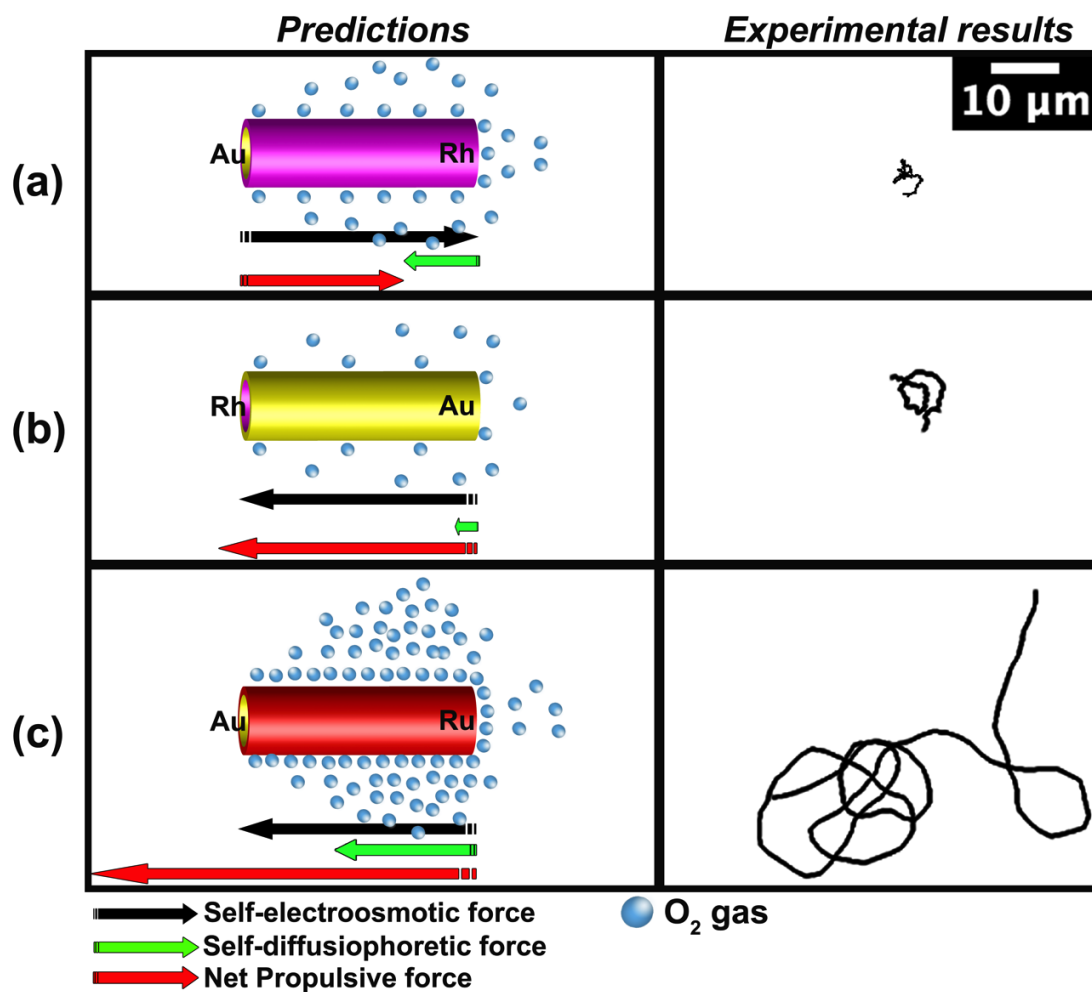 Predictions
Experimental results
10 μm
(a)
Au
Rh
(b)
Rh
Au
(c)
Au
Ru
Self-electroosmotic force
O₂ gas
Self-diffusiophoretic force
Net Propulsive force